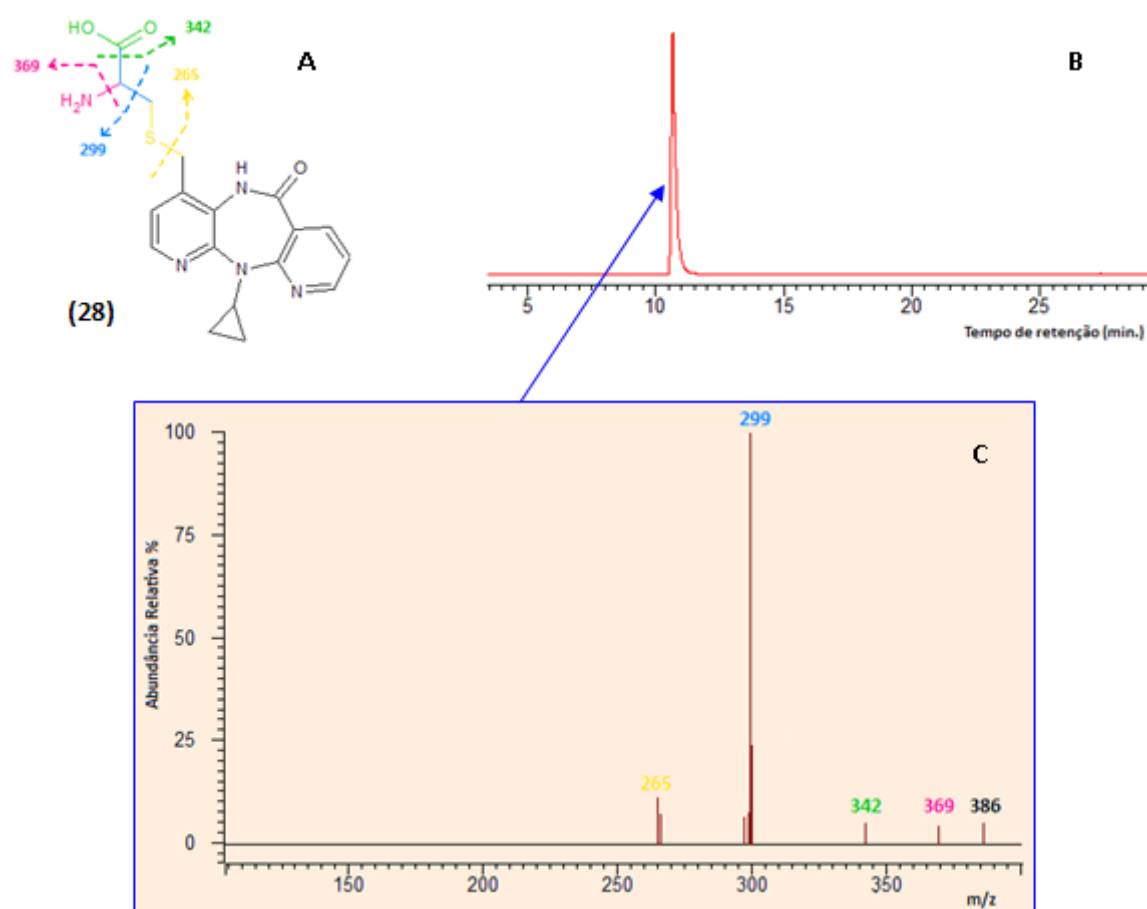 HO
O
342
A
369
265
H₂N
299
S
H
N
O
N
N
N
(28)
B
5 10 15 20 25
Tempo de retenção (min.)
C
Abundância Relativa %
100
75
50
25
0
299
265
342
369
386
150 200 250 300 350
m/z